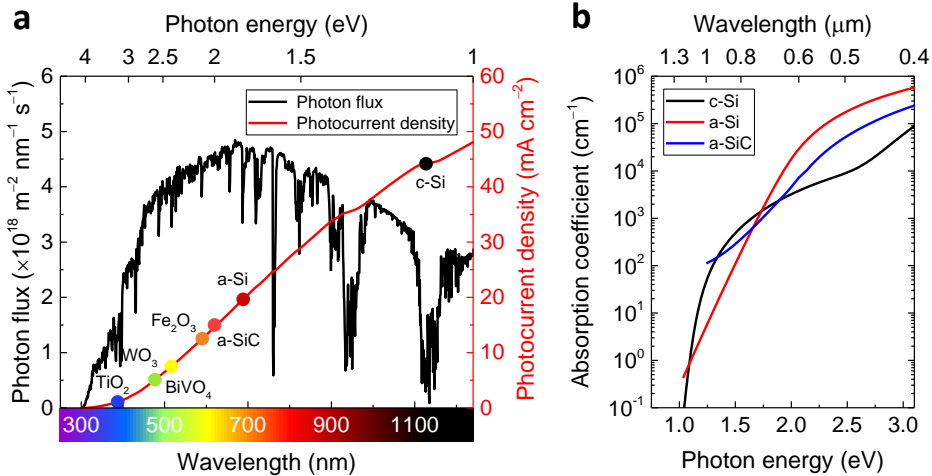 a
Photon energy (eV)
4 3 2.5 2 1.5 1
Photon flux
Photocurrent density
Photon flux (×10¹⁸ m⁻² nm⁻¹ s⁻¹)
7
6
5
4
3
2
1
0
60
50
40
30
20
10
0
Photocurrent density (mA cm⁻²)
c-Si
a-Si
Fe₂O₃
a-SiC
WO₃
TiO₂
BiVO₄
300 500 700 900 1100
Wavelength (nm)
b
Wavelength (μm)
1.3 1 0.8 0.6 0.5 0.4
c-Si
a-Si
a-SiC
Absorption coefficient (cm⁻¹)
10⁶
10⁵
10⁴
10³
10²
10¹
10⁰
10⁻¹
1.0 1.5 2.0 2.5 3.0
Photon energy (eV)